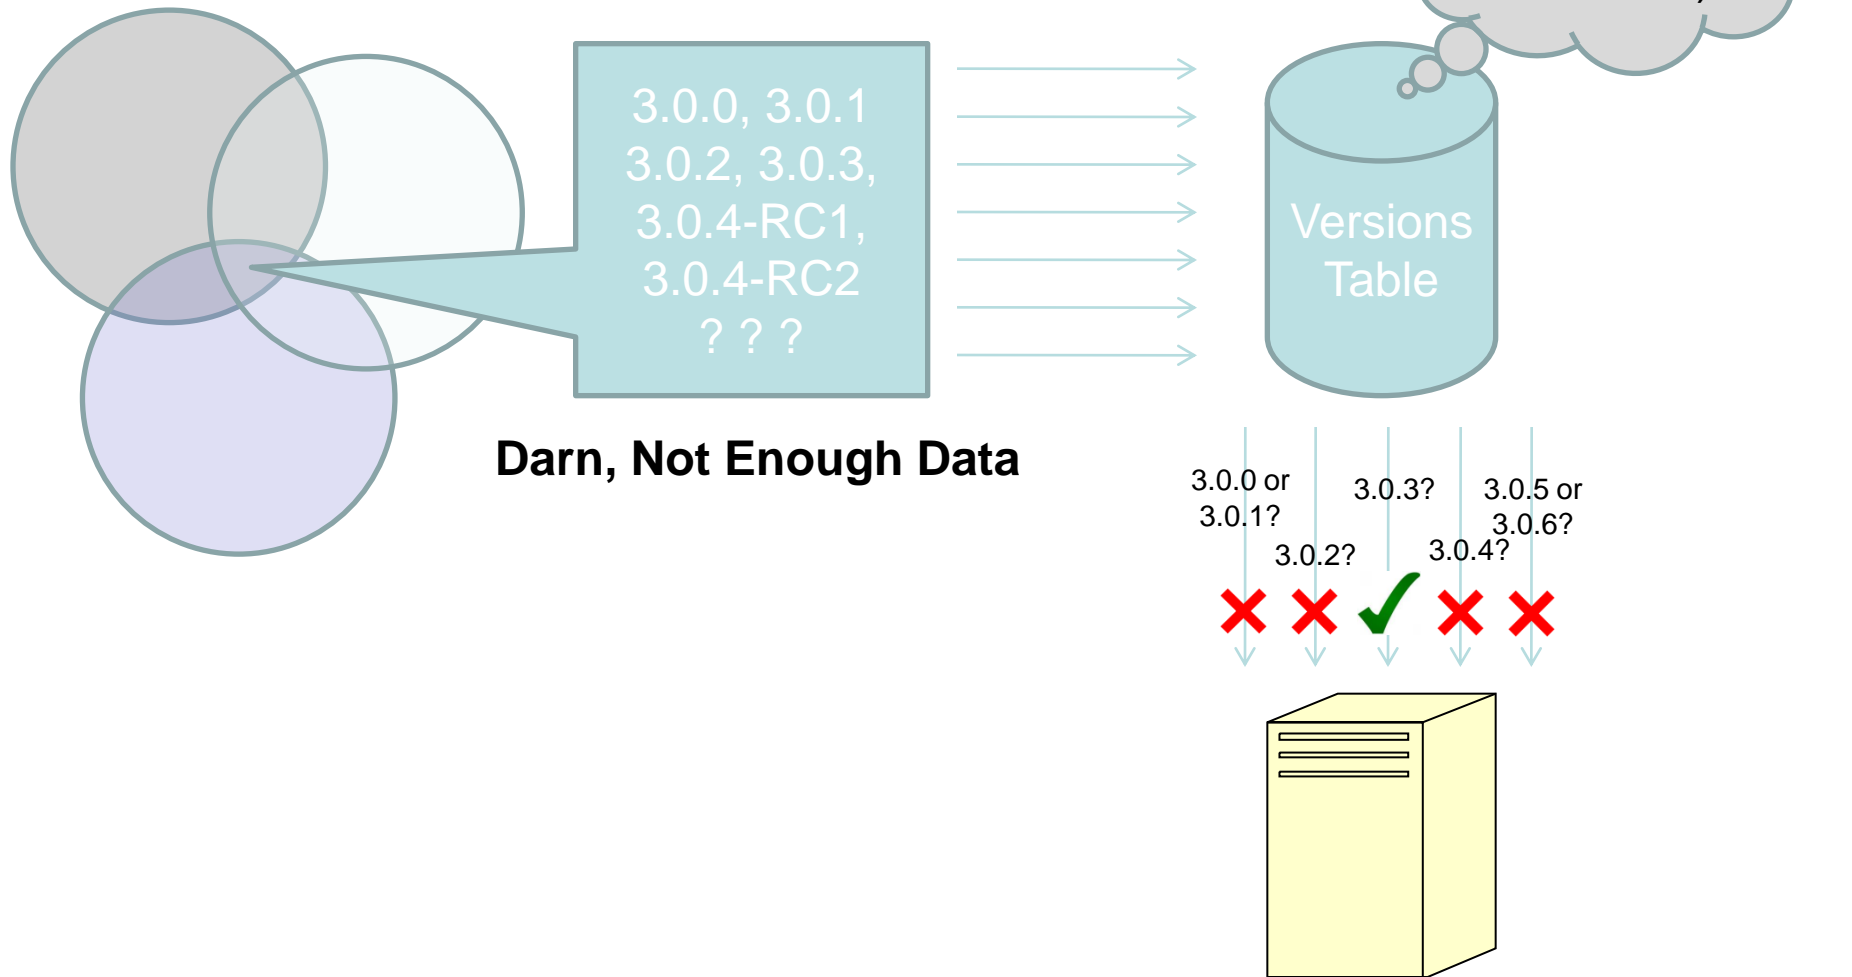 3.0.0, 3.0.1
3.0.2, 3.0.3,
3.0.4-RC1,
3.0.4-RC2
? ? ?
Versions
Table
Darn, Not Enough Data
3.0.0 or
3.0.1?
3.0.2?
3.0.3?
3.0.4?
3.0.5 or
3.0.6?